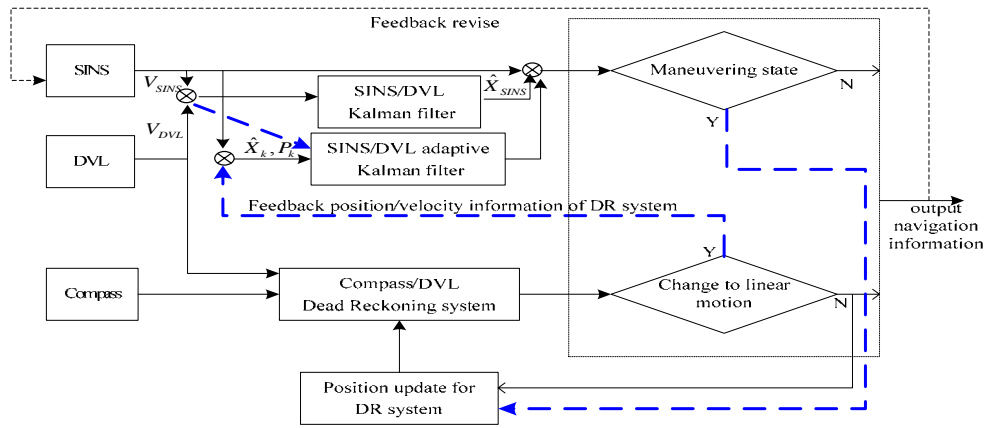 Feedback revise
SINS
V_SINS
SINS/DVL
Kalman filter
X̂_SINS
Maneuvering state
N
Y
V_DVL
DVL
X̂_k, P_k
SINS/DVL adaptive
Kalman filter
Feedback position/velocity information of DR system
output
navigation
information
Y
Compass
Compass/DVL
Dead Reckoning system
Change to linear
motion
N
Position update for
DR system